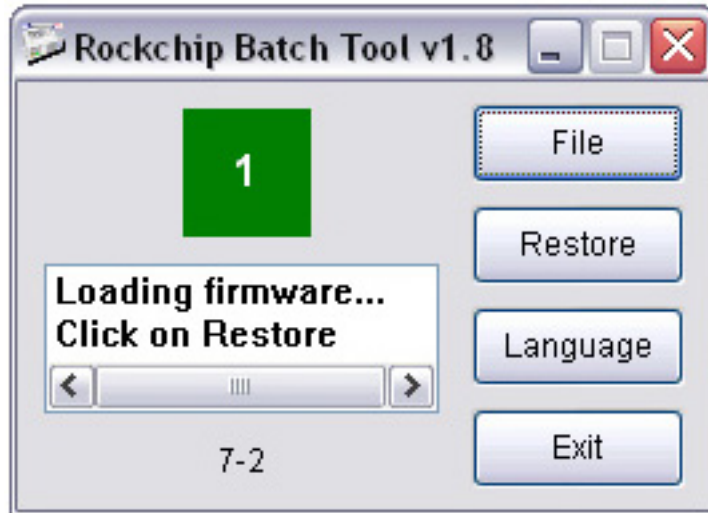 Rockchip Batch Tool v1.8
1
File
Restore
Loading firmware...
Click on Restore
Language
7-2
Exit